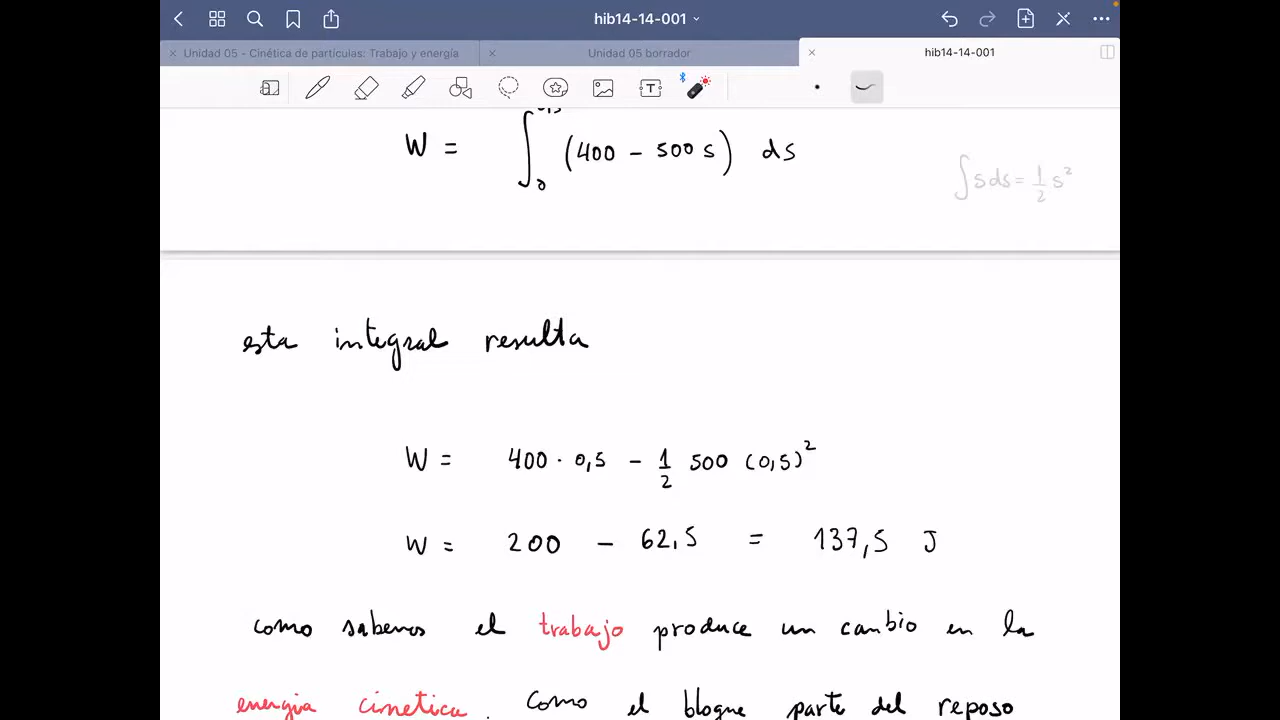 hib14-14-001
Unidad 05 - Cinética de partículas: Trabajo y energía
Unidad 05 borrador
hib14-14-001
W = ∫₀^0,5 (400 - 500 s) ds
∫ s ds = 1/2 s²
esta integral resulta
W = 400 · 0,5 - 1/2 500 (0,5)²
W = 200 - 62,5 = 137,5 J
como sabemos el trabajo produce un cambio en la
energia cinetica. Como el bloque parte del reposo